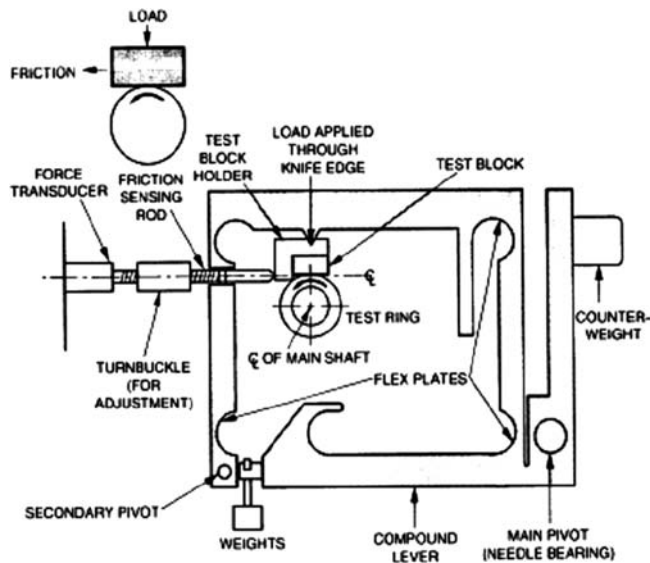 LOAD
FRICTION
FORCE
TRANSDUCER
FRICTION
SENSING
ROD
TEST
BLOCK
HOLDER
LOAD APPLIED
THROUGH
KNIFE EDGE
TEST BLOCK
℄
TEST RING
℄ OF MAIN SHAFT
COUNTER-
WEIGHT
TURNBUCKLE
(FOR
ADJUSTMENT)
FLEX PLATES
SECONDARY PIVOT
WEIGHTS
COMPOUND
LEVER
MAIN PIVOT
(NEEDLE BEARING)